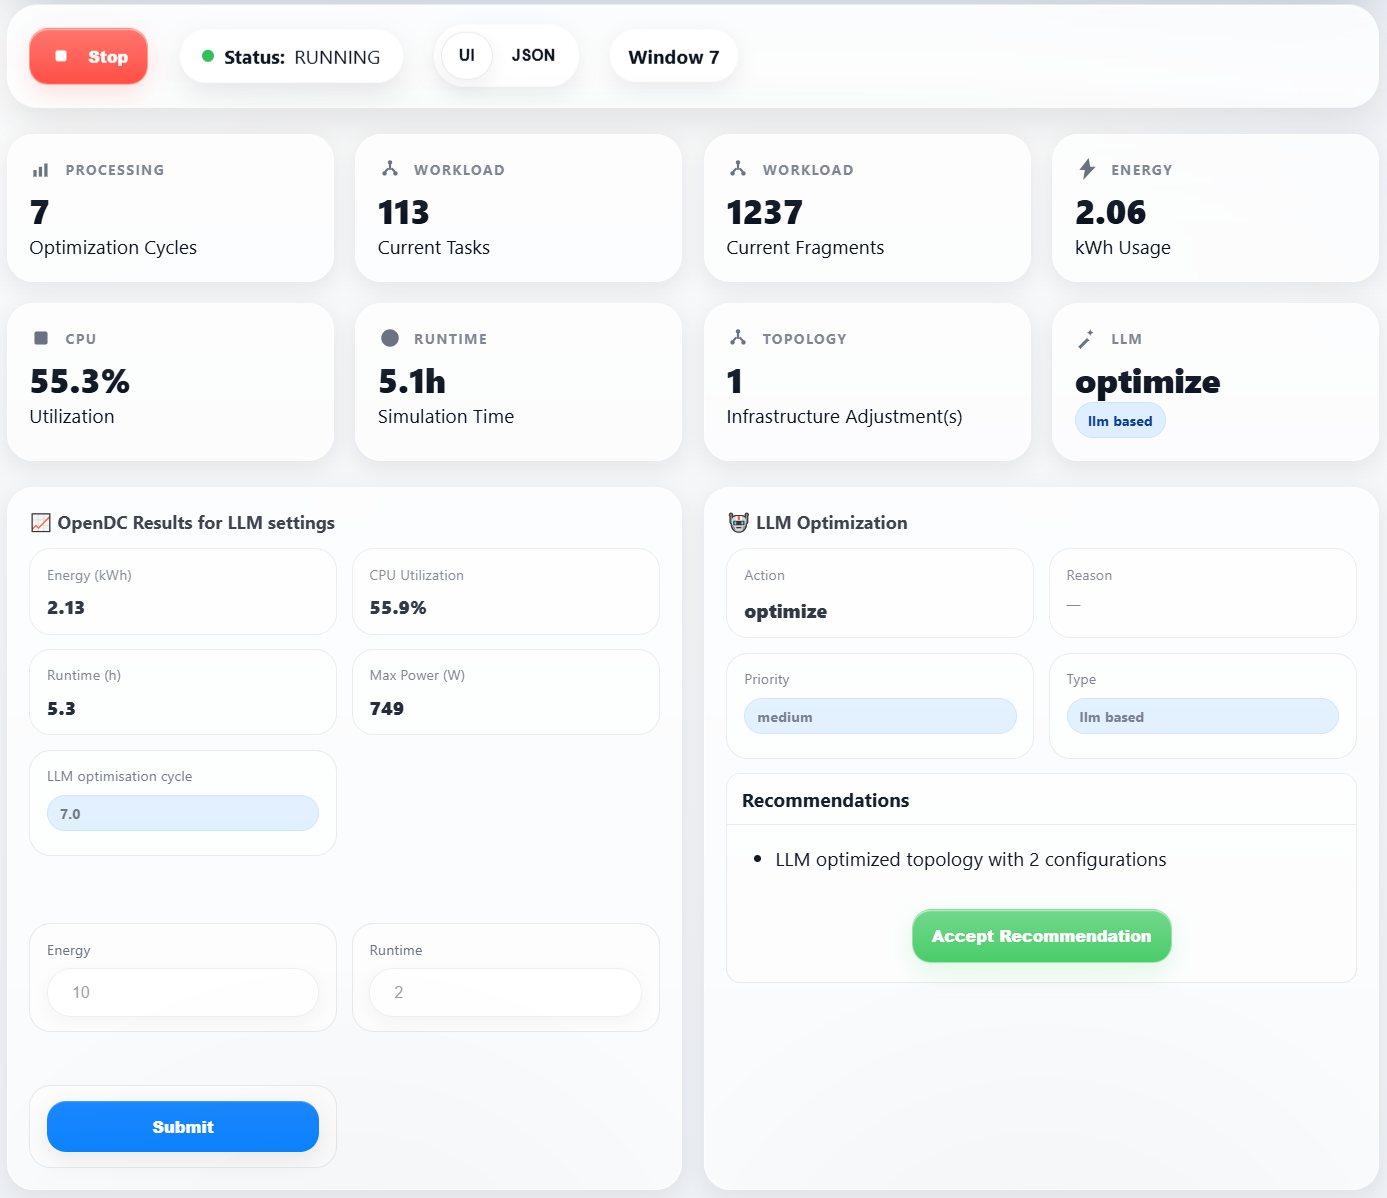 Stop
Status: RUNNING
UI JSON
Window 7
PROCESSING
7
Optimization Cycles
WORKLOAD
113
Current Tasks
WORKLOAD
1237
Current Fragments
ENERGY
2.06
kWh Usage
CPU
55.3%
Utilization
RUNTIME
5.1h
Simulation Time
TOPOLOGY
1
Infrastructure Adjustment(s)
LLM
optimize
llm based
OpenDC Results for LLM settings
Energy (kWh)
2.13
CPU Utilization
55.9%
Runtime (h)
5.3
Max Power (W)
749
LLM optimisation cycle
7.0
Energy
10
Runtime
2
Submit
LLM Optimization
Action
optimize
Reason
—
Priority
medium
Type
llm based
Recommendations
• LLM optimized topology with 2 configurations
Accept Recommendation